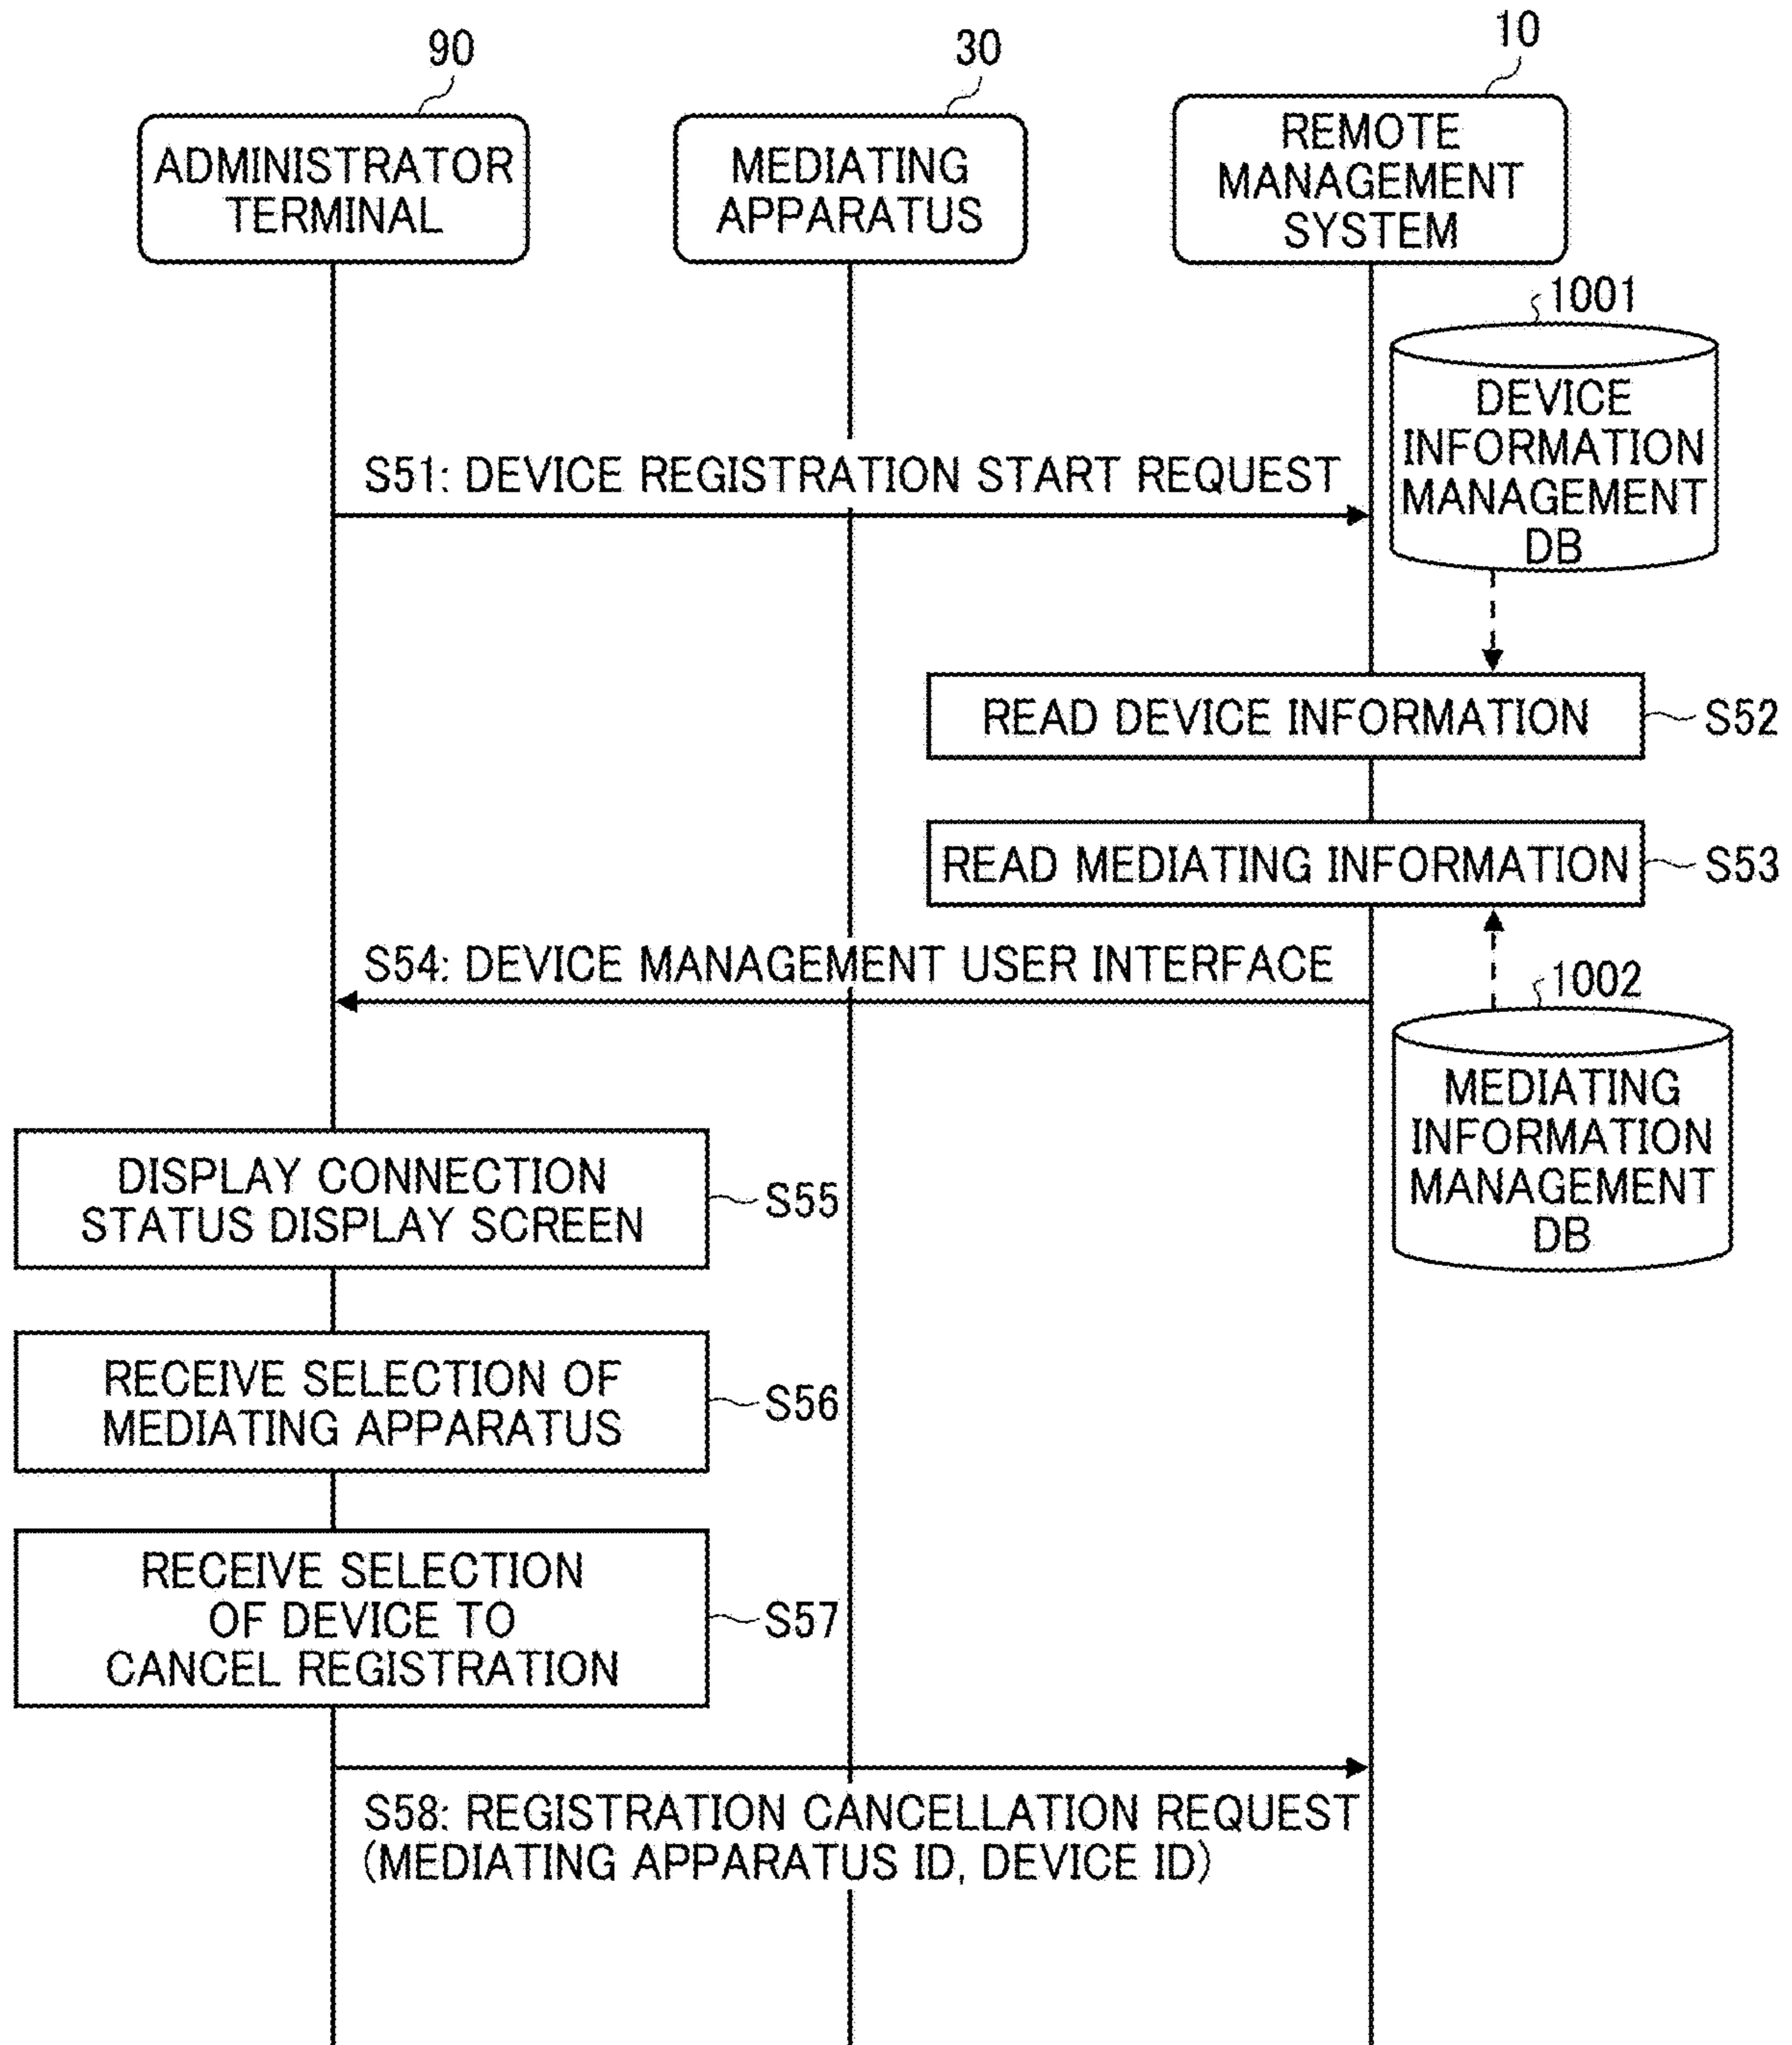 90
30
10
ADMINISTRATOR
TERMINAL
MEDIATING
APPARATUS
REMOTE
MANAGEMENT
SYSTEM
1001
DEVICE
INFORMATION
MANAGEMENT
DB
S51: DEVICE REGISTRATION START REQUEST
READ DEVICE INFORMATION
S52
READ MEDIATING INFORMATION
S53
S54: DEVICE MANAGEMENT USER INTERFACE
1002
MEDIATING
INFORMATION
MANAGEMENT
DB
DISPLAY CONNECTION
STATUS DISPLAY SCREEN
S55
RECEIVE SELECTION OF
MEDIATING APPARATUS
S56
RECEIVE SELECTION
OF DEVICE TO
CANCEL REGISTRATION
S57
S58: REGISTRATION CANCELLATION REQUEST
(MEDIATING APPARATUS ID, DEVICE ID)